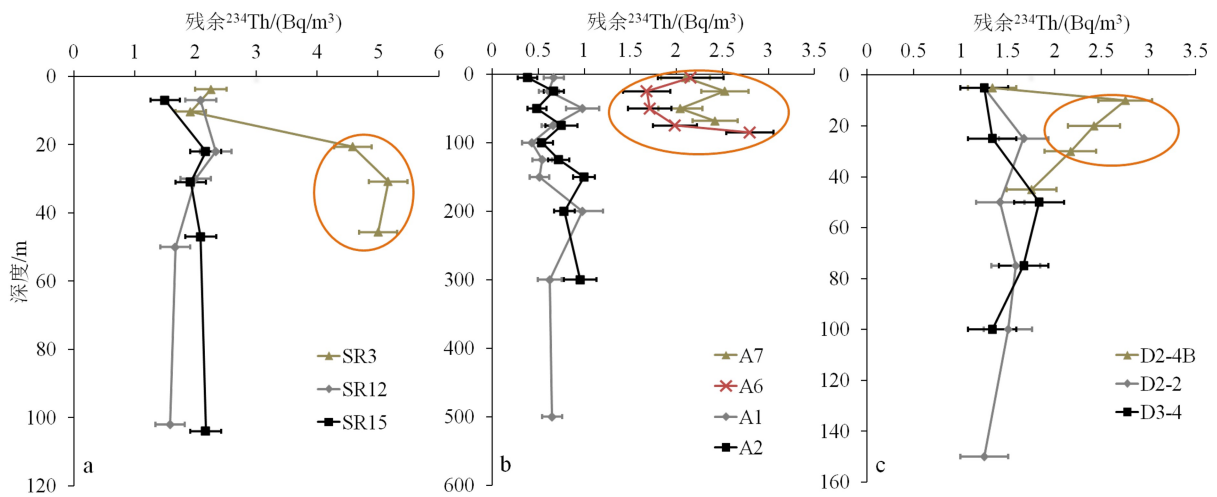 残余²³⁴Th/(Bq/m³)
0 1 2 3 4 5 6
0
20
40
60
80
100
120
深度/m
SR3
SR12
SR15
a
残余²³⁴Th/(Bq/m³)
0 0.5 1 1.5 2 2.5 3 3.5
0
100
200
300
400
500
600
A7
A6
A1
A2
b
残余²³⁴Th/(Bq/m³)
0 1 1.5 2 2.5 3 3.5
0
20
40
60
80
100
120
140
160
D2-4B
D2-2
D3-4
c